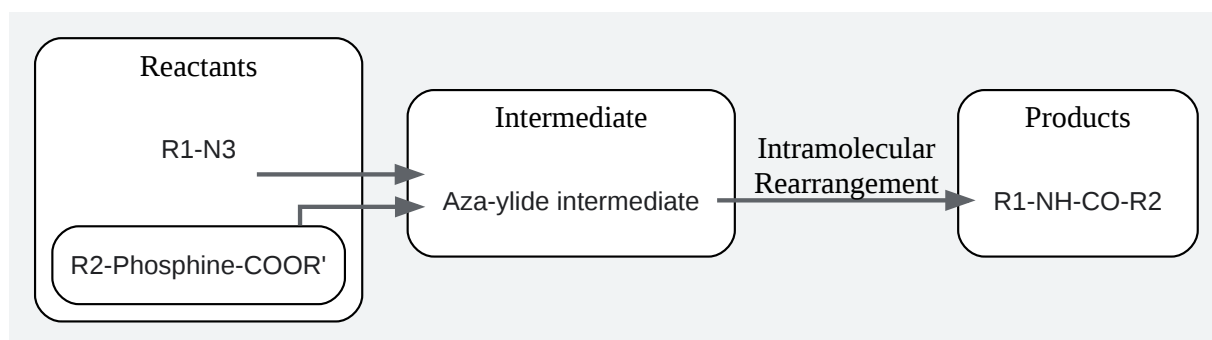 Reactants
R1-N3
R2-Phosphine-COOR'
Intermediate
Aza-ylide intermediate
Intramolecular
Rearrangement
Products
R1-NH-CO-R2